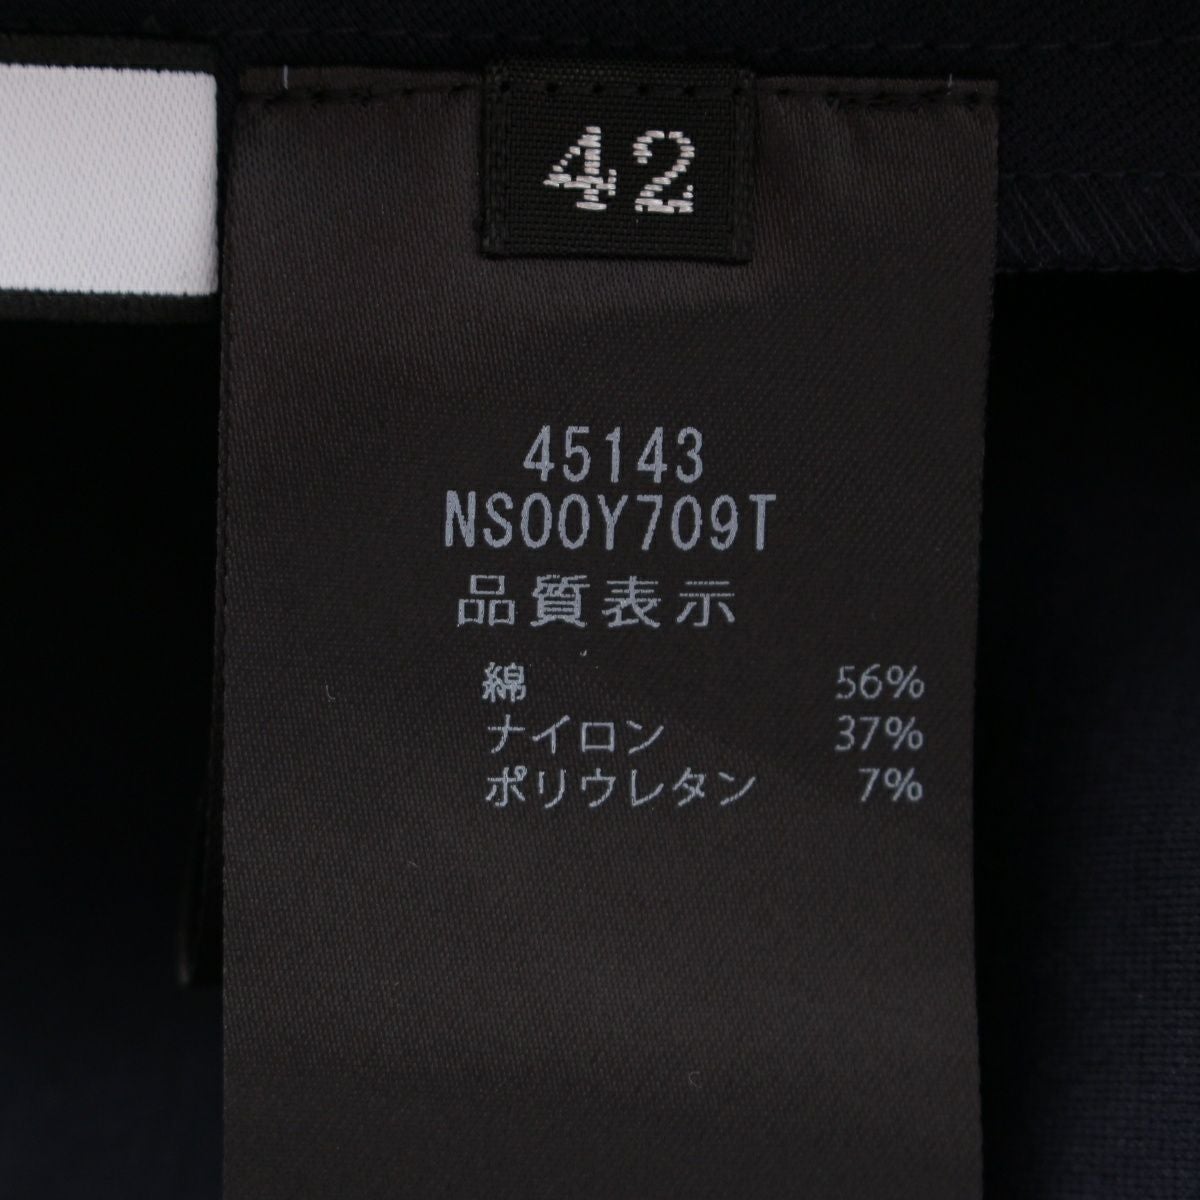 42
45143
NS00Y709T
品質表示
綿 56%
ナイロン 37%
ポリウレタン 7%